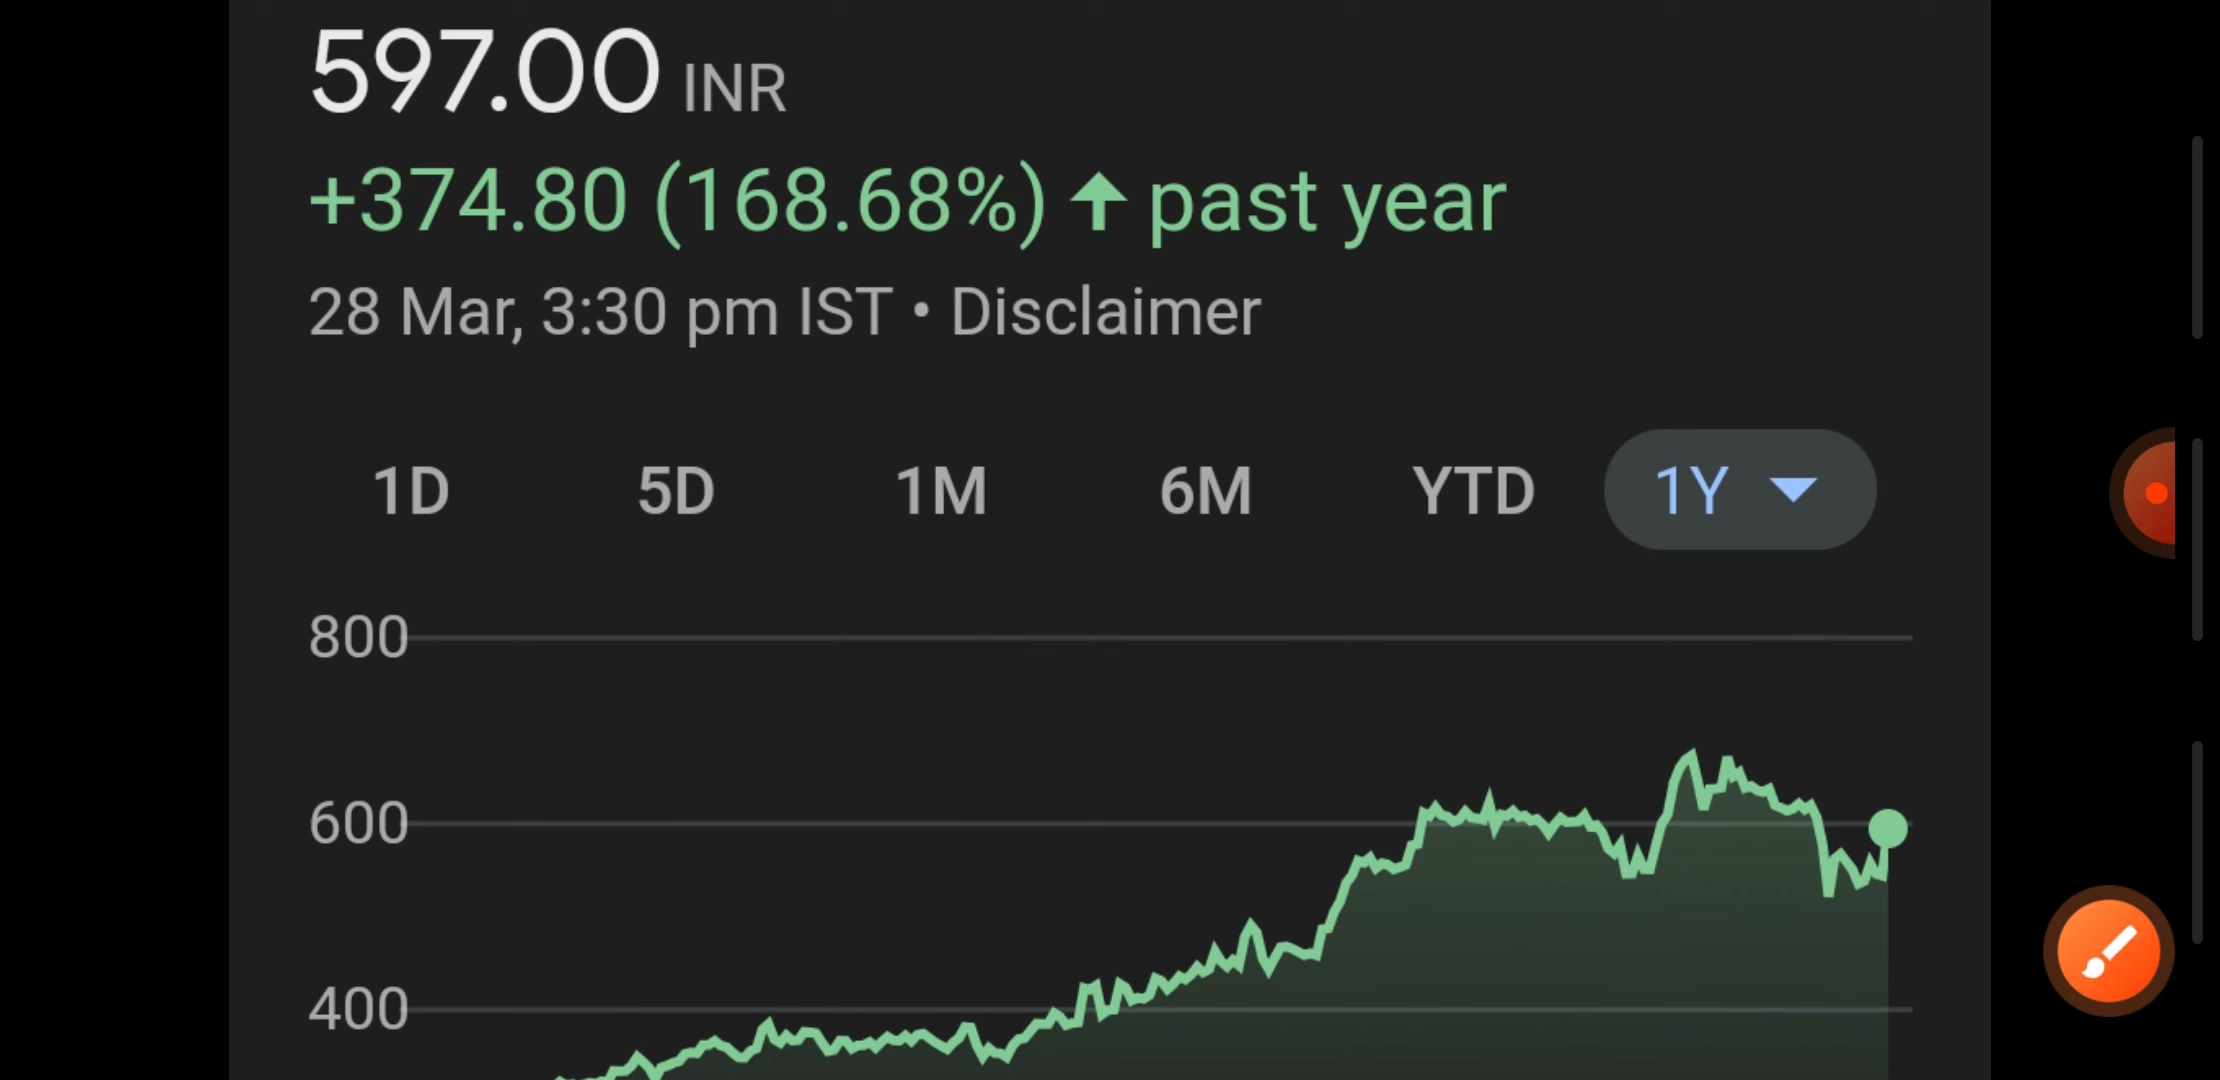 597.00 INR
+374.80 (168.68%) ↑ past year
28 Mar, 3:30 pm IST • Disclaimer
1D 5D 1M 6M YTD 1Y
800
600
400